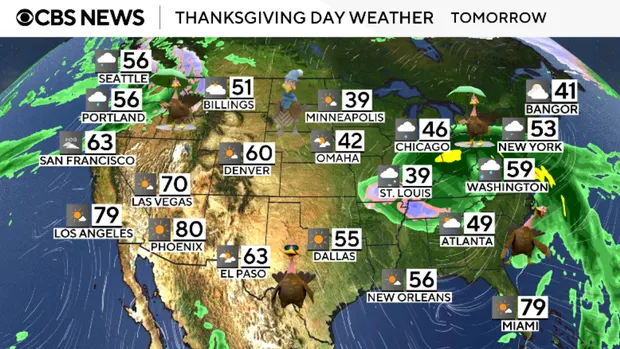 CBS NEWS
THANKSGIVING DAY WEATHER
TOMORROW
56
SEATTLE
56
PORTLAND
63
SAN FRANCISCO
51
BILLINGS
39
MINNEAPOLIS
42
OMAHA
60
DENVER
46
CHICAGO
41
BANGOR
53
NEW YORK
59
WASHINGTON
39
ST. LOUIS
70
LAS VEGAS
79
LOS ANGELES
80
PHOENIX
63
EL PASO
55
DALLAS
49
ATLANTA
56
NEW ORLEANS
79
MIAMI